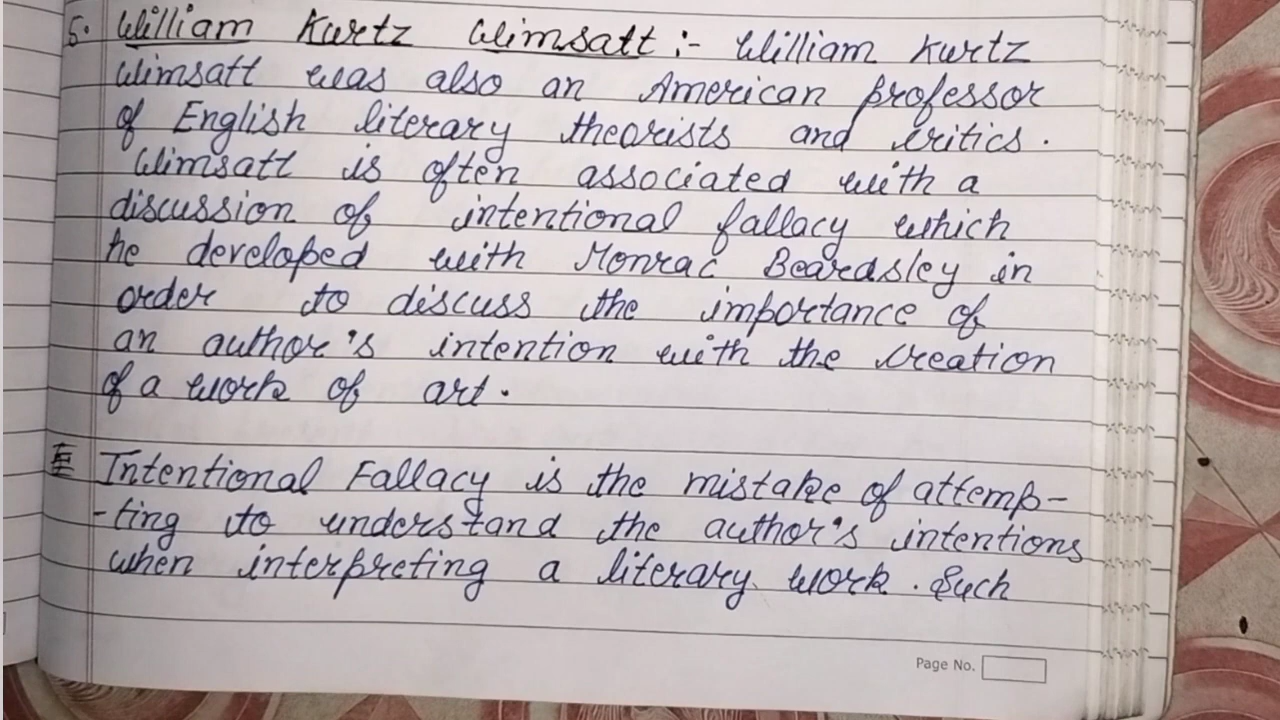 5. William Kurtz Wimsatt :- William Kurtz
Wimsatt was also an American professor
of English literary theorists and critics.
Wimsatt is often associated with a
discussion of intentional fallacy which
he developed with Monrac Beardsley in
order to discuss the importance of
an author's intention with the creation
of a work of art.
Intentional Fallacy is the mistake of attemp-
-ting to understand the author's intentions
when interpreting a literary work. Such
Page No.